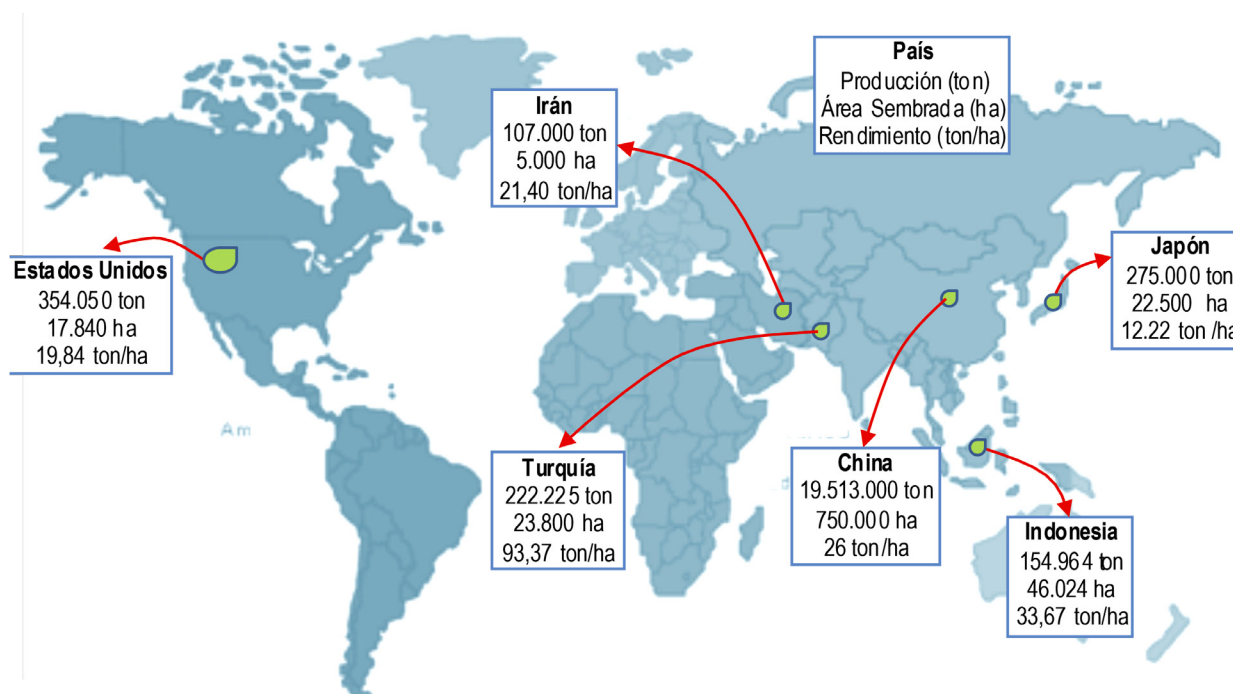 País
Producción (ton)
Área Sembrada (ha)
Rendimiento (ton/ha)
Irán
107.000 ton
5.000 ha
21,40 ton/ha
Estados Unidos
354.050 ton
17.840 ha
19,84 ton/ha
Japón
275.000 ton
22.500 ha
12.22 ton /ha
Am
Turquía
222.225 ton
23.800 ha
93,37 ton/ha
China
19.513.000 ton
750.000 ha
26 ton/ha
Indonesia
154.964 ton
46.024 ha
33,67 ton/ha